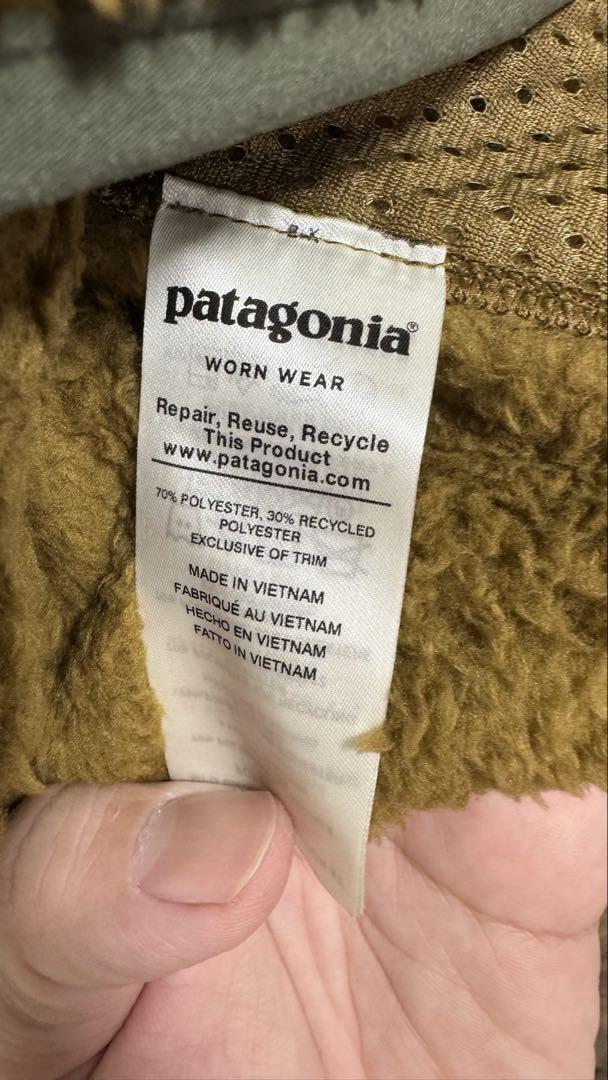 patagonia®
WORN WEAR
Repair, Reuse, Recycle
This Product
www.patagonia.com
70% POLYESTER, 30% RECYCLED
POLYESTER
EXCLUSIVE OF TRIM
MADE IN VIETNAM
FABRIQUÉ AU VIETNAM
HECHO EN VIETNAM
FATTO IN VIETNAM